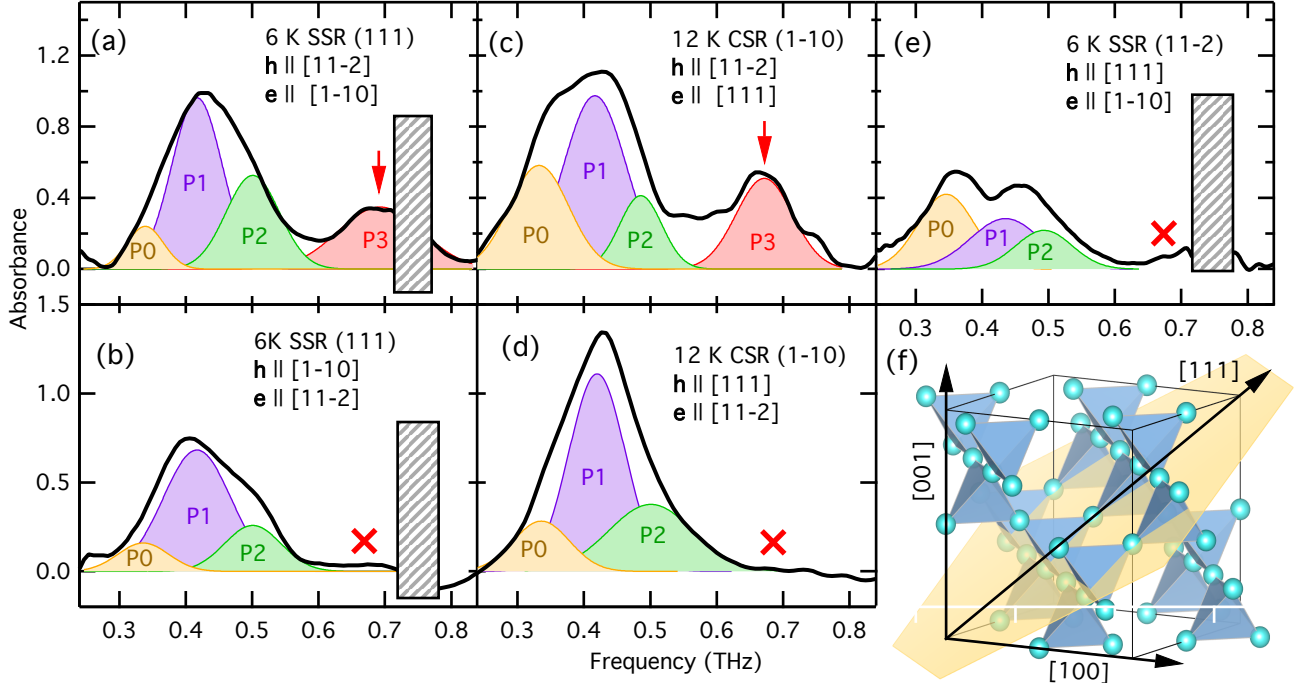 (a)
6 K SSR (111)
h || [11-2]
e || [1-10]
P0
P1
P2
P3
(c)
12 K CSR (1-10)
h || [11-2]
e || [111]
P0
P1
P2
P3
(e)
6 K SSR (11-2)
h || [111]
e || [1-10]
P0
P1
P2
1.2
0.8
0.4
0.0
Absorbance
0.3 0.4 0.5 0.6 0.7 0.8
(b)
6K SSR (111)
h || [1-10]
e || [11-2]
P0
P1
P2
(d)
12 K CSR (1-10)
h || [111]
e || [11-2]
P0
P1
P2
1.5
1.0
0.5
0.0
0.3 0.4 0.5 0.6 0.7 0.8
0.3 0.4 0.5 0.6 0.7 0.8
Frequency (THz)
(f)
[111]
[001]
[100]